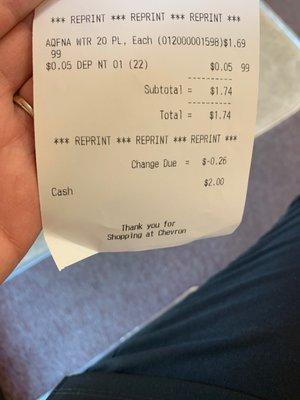 *** REPRINT *** REPRINT *** REPRINT ***
AQFNA WTR 20 PL, Each (012000001598)$1.69
99
$0.05 DEP NT 01 (22) $0.05 99
----------
Subtotal = $1.74
----------
Total = $1.74
*** REPRINT *** REPRINT *** REPRINT ***
Change Due = $-0.26
Cash $2.00
Thank you for
Shopping at Chevron